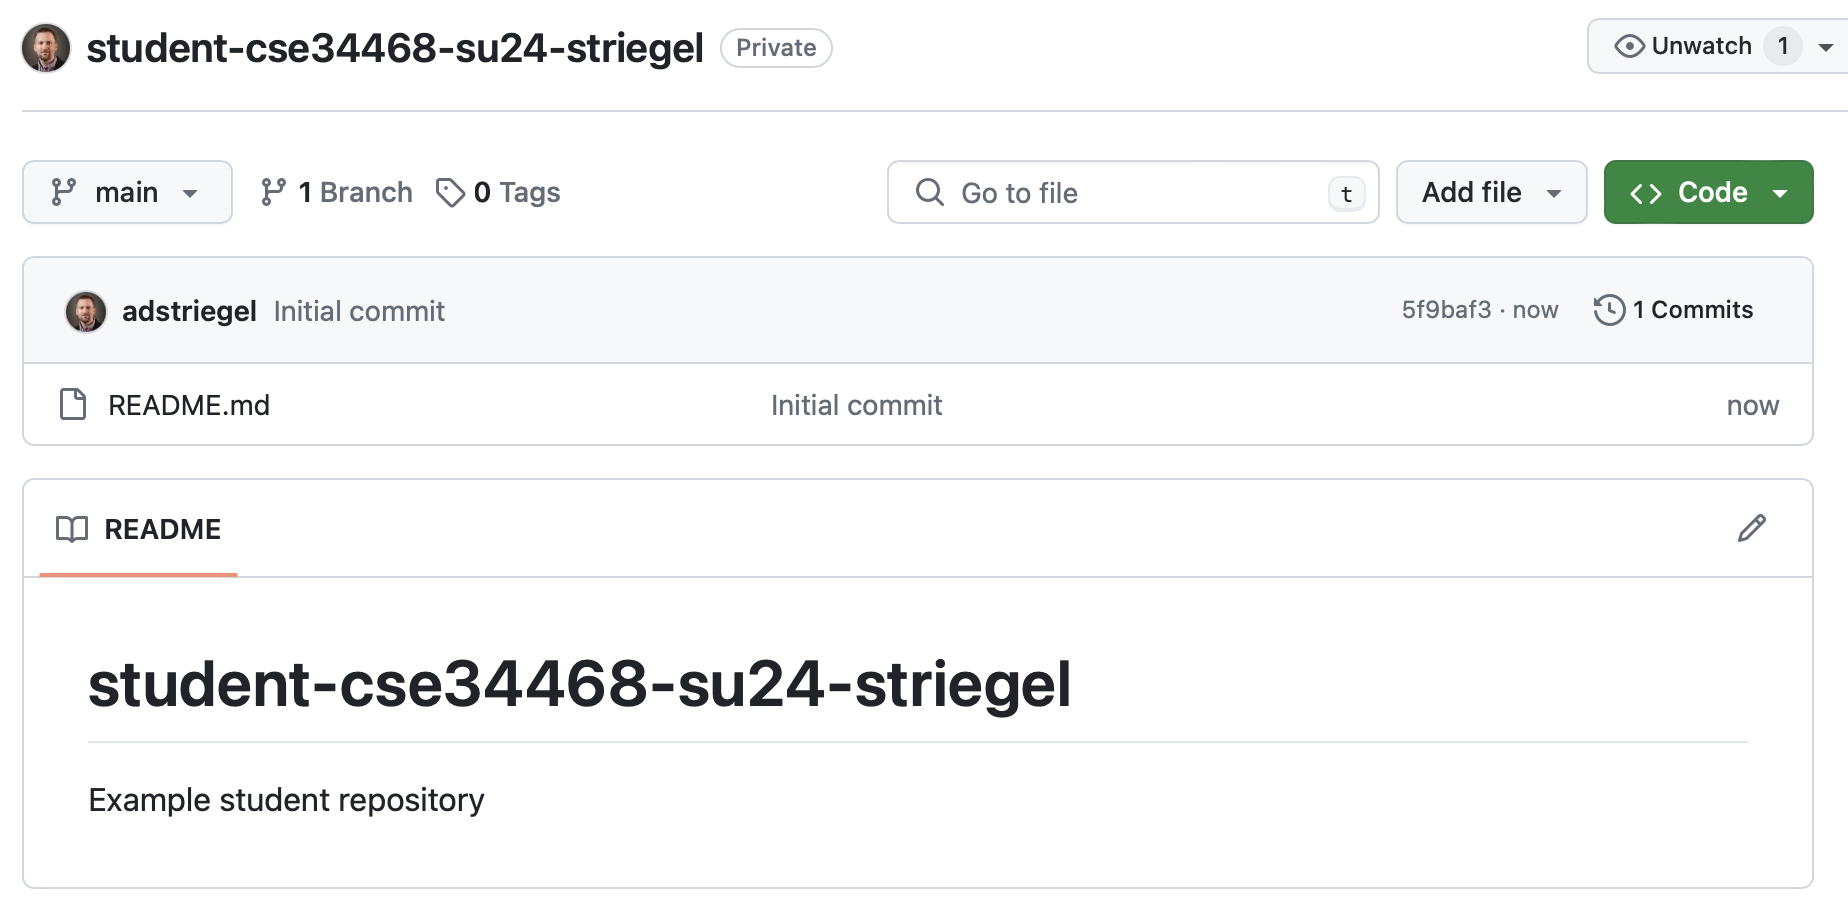 student-cse34468-su24-striegel Private Unwatch 1
main 1 Branch 0 Tags Go to file t Add file Code
adstriegel Initial commit 5f9baf3 · now 1 Commits
README.md Initial commit now
README
student-cse34468-su24-striegel
Example student repository